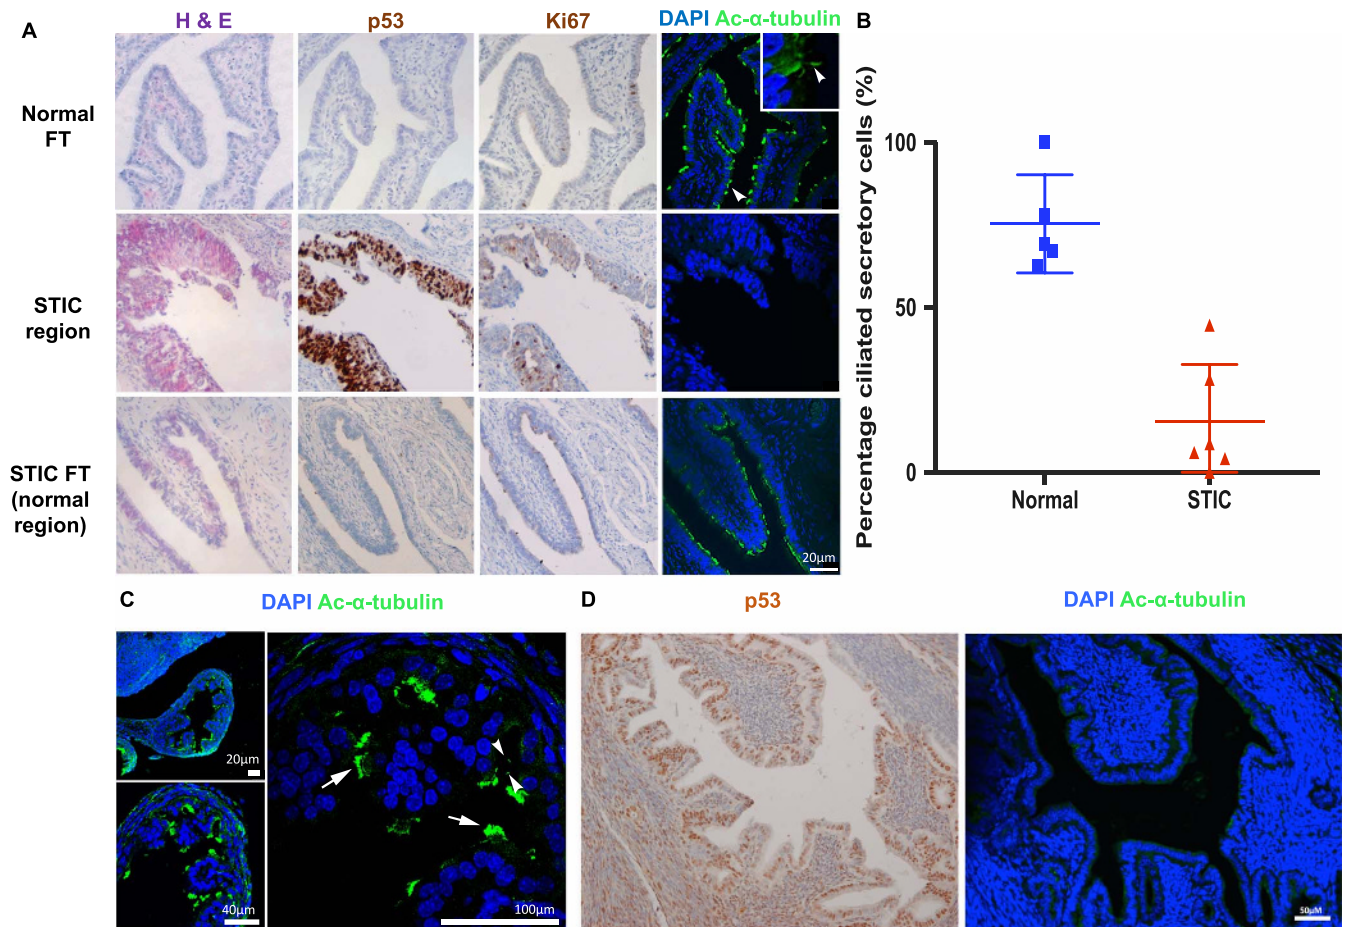 A
H & E
p53
Ki67
DAPI Ac-α-tubulin
Normal
FT
STIC
region
STIC FT
(normal
region)
20μm
B
Percentage ciliated secretory cells (%)
100
50
0
Normal
STIC
C
DAPI Ac-α-tubulin
20μm
40μm
100μm
D
p53
DAPI Ac-α-tubulin
50μM